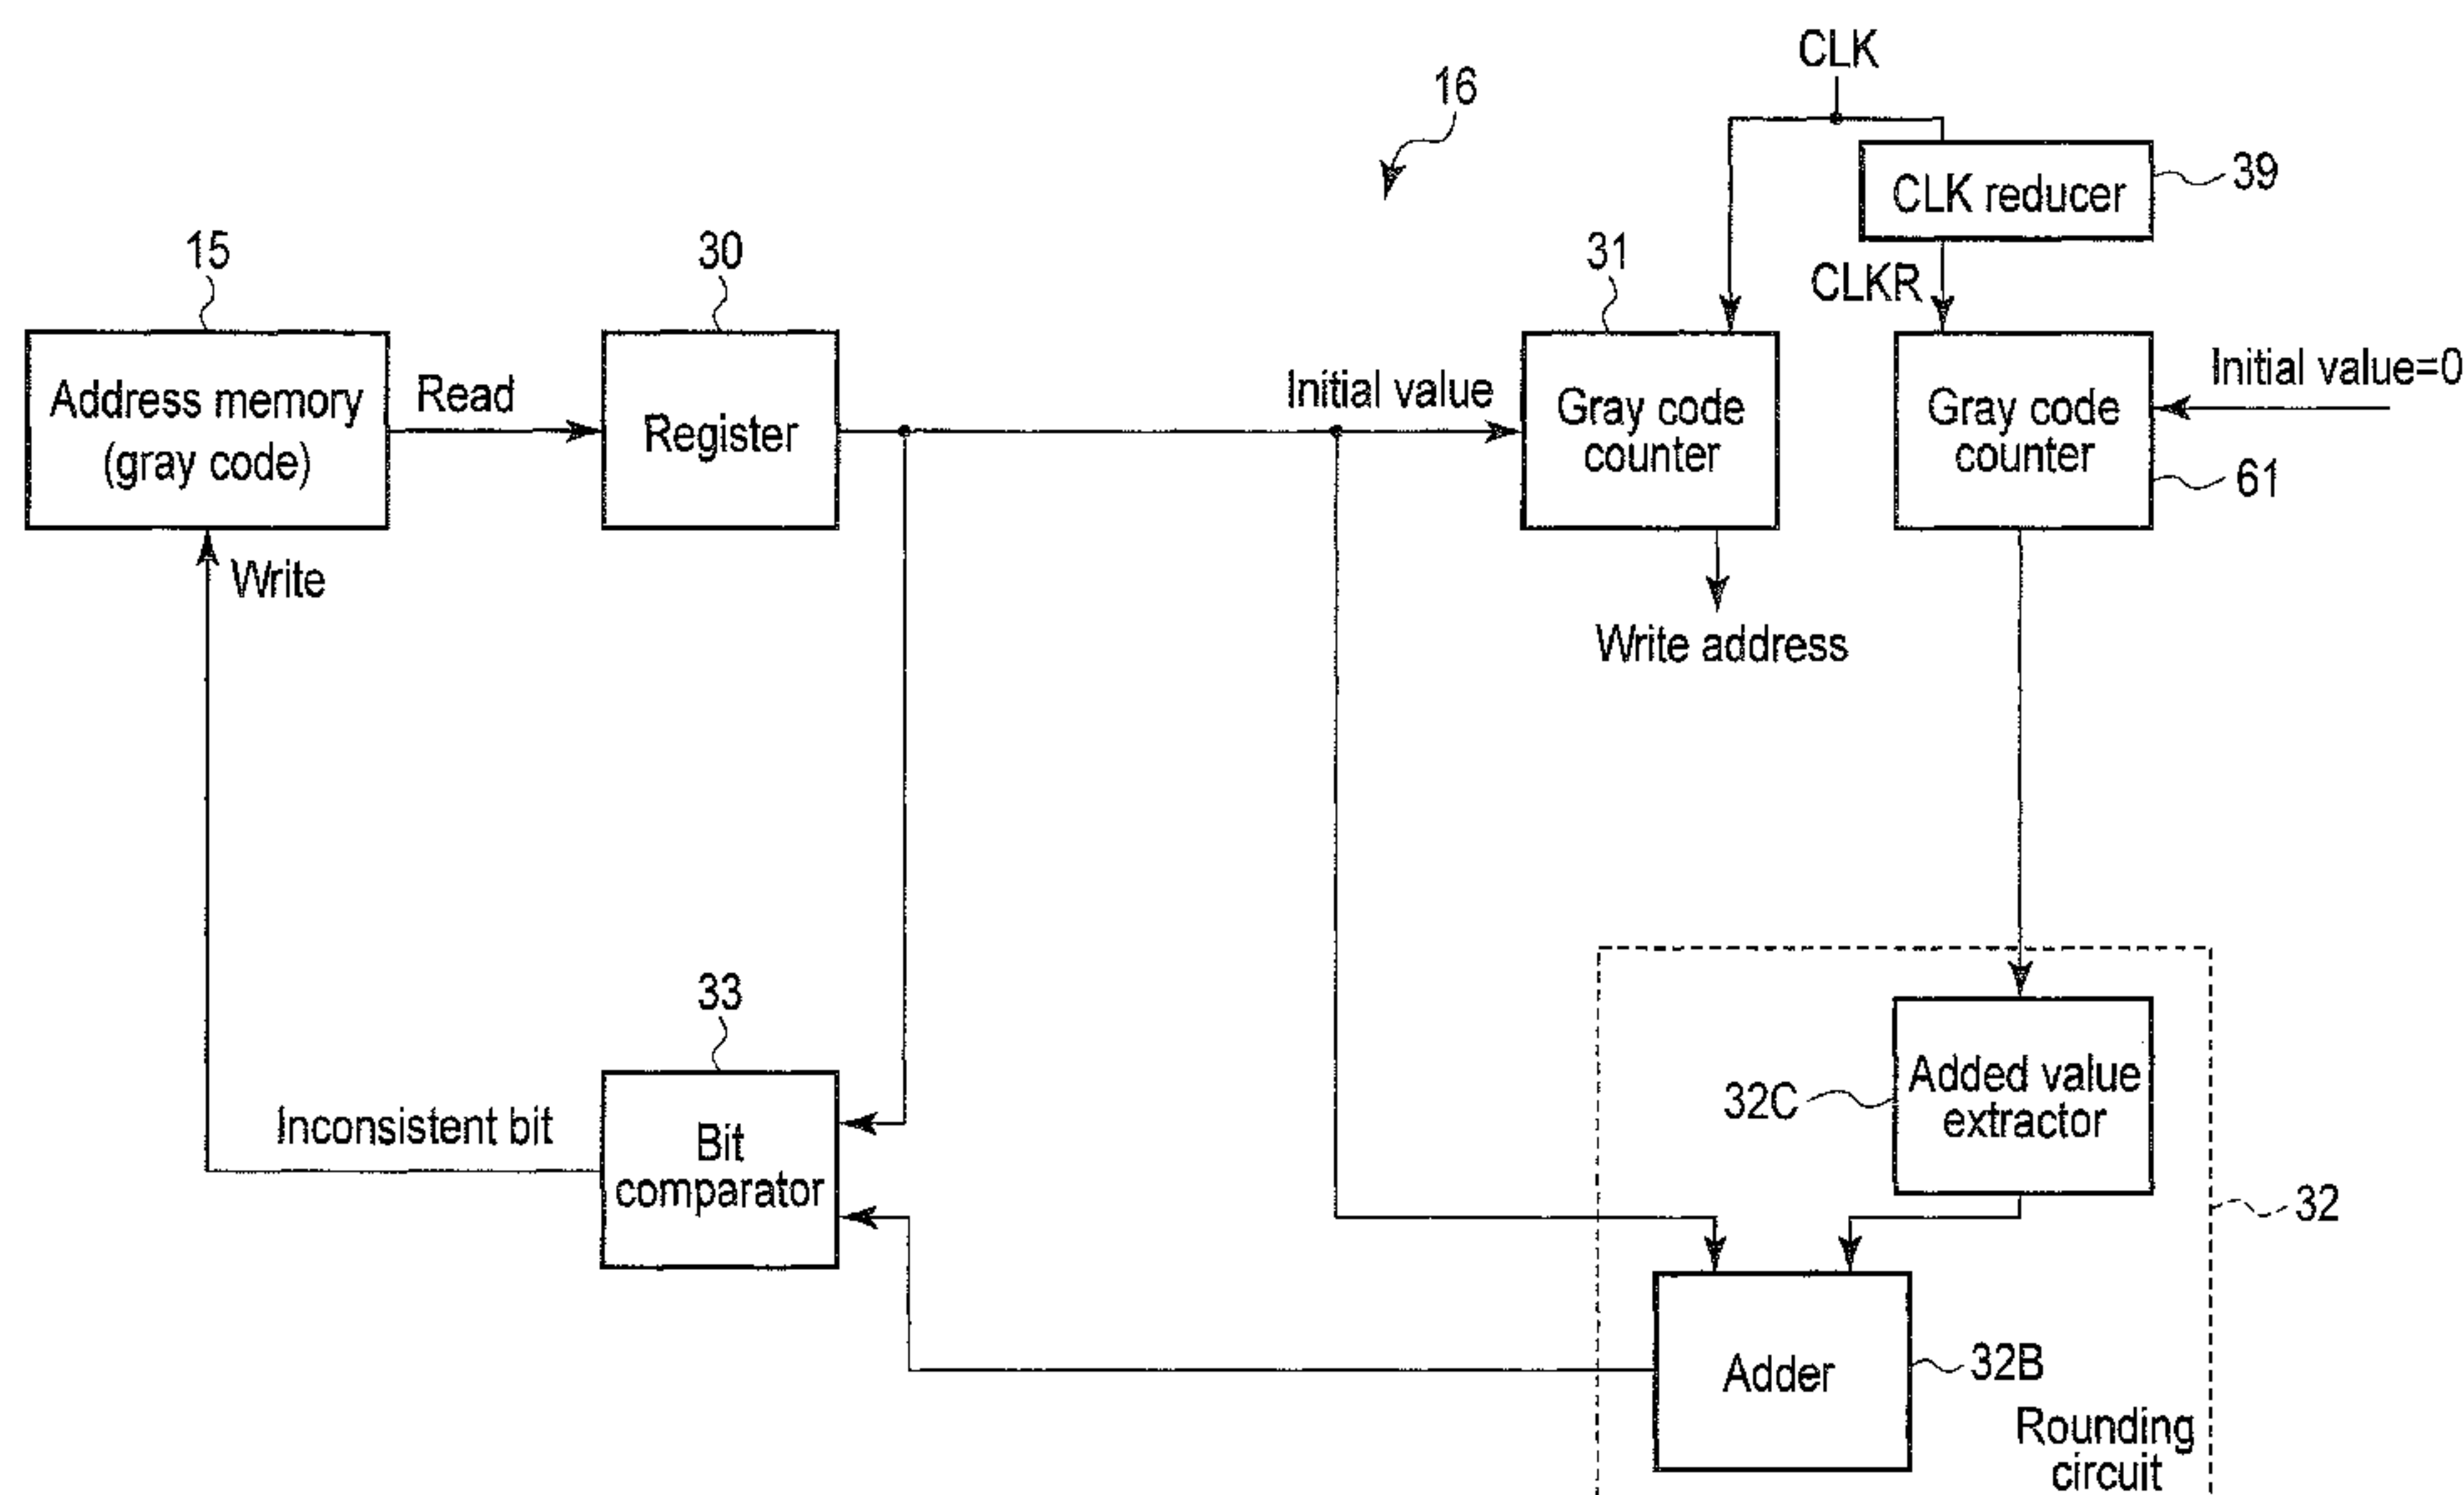 CLK
16
CLK reducer
39
15
30
31
CLKR
Address memory
(gray code)
Read
Register
Initial value
Gray code
counter
Gray code
counter
Initial value=0
61
Write
Write address
33
Inconsistent bit
Bit
comparator
32C
Added value
extractor
32
Adder
32B
Rounding
circuit